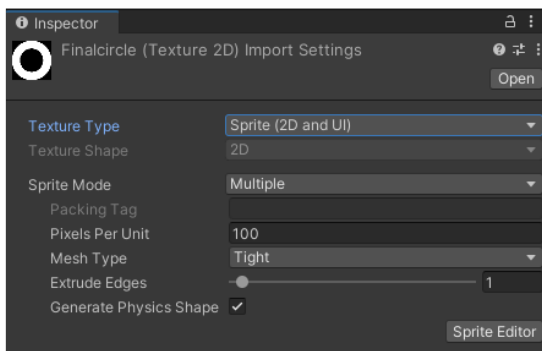 Inspector
Finalcircle (Texture 2D) Import Settings
Open
Texture Type Sprite (2D and UI)
Texture Shape 2D
Sprite Mode Multiple
Packing Tag
Pixels Per Unit 100
Mesh Type Tight
Extrude Edges 1
Generate Physics Shape
Sprite Editor